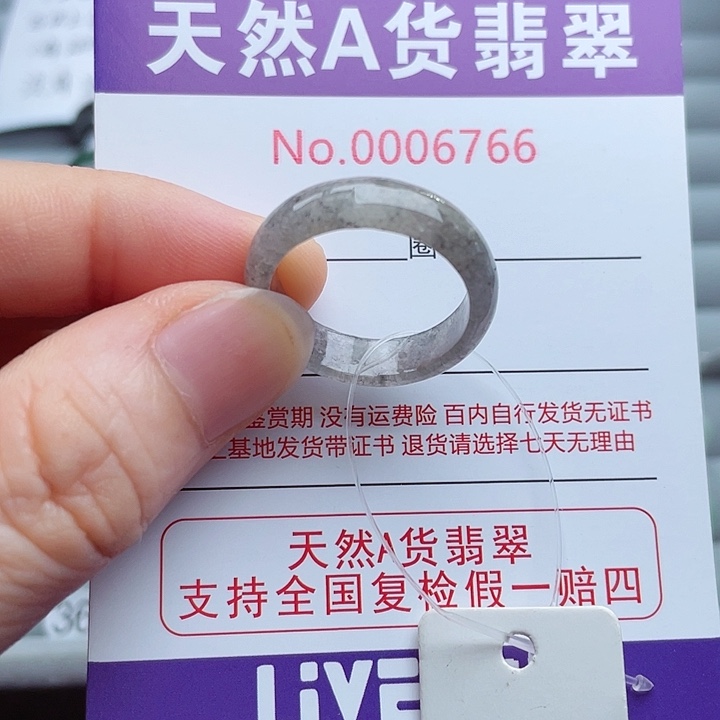 天然A货翡翠
No.0006766
圈
鉴赏期 没有运费险 百内自行发货无证书
基地发货带证书 退货请选择七天无理由
天然A货翡翠
支持全国复检假一赔四
LiVE